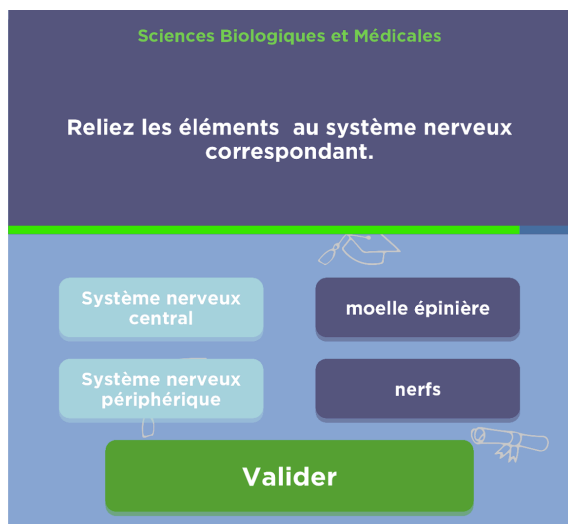 Sciences Biologiques et Médicales
Reliez les éléments  au système nerveux
correspondant.
Système nerveux
central
moelle épinière
Système nerveux
périphérique
nerfs
Valider